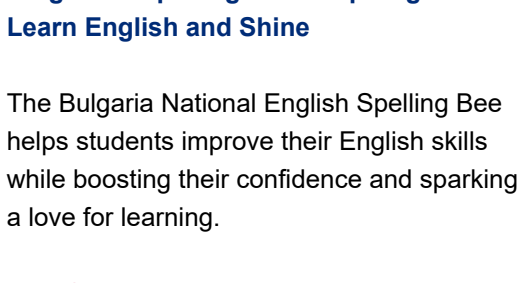 Learn English and Shine
The Bulgaria National English Spelling Bee
helps students improve their English skills
while boosting their confidence and sparking
a love for learning.